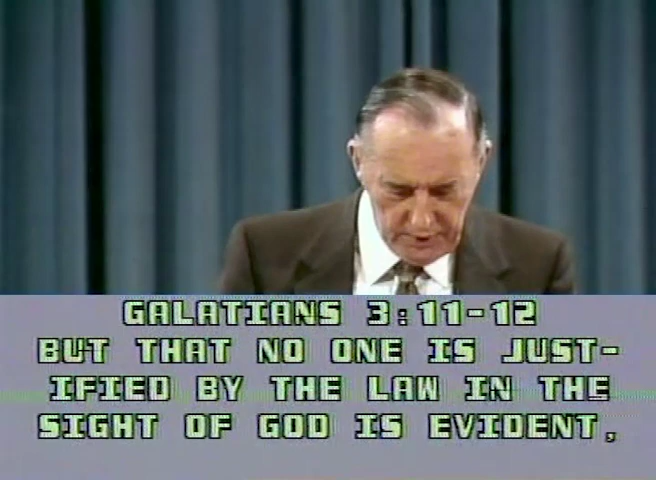 GALATIANS 3:11-12
BUT THAT NO ONE IS JUST-
IFIED BY THE LAW IN THE
SIGHT OF GOD IS EVIDENT,